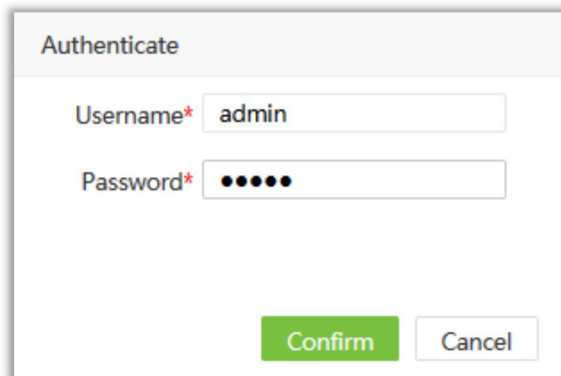 Authenticate
Username* admin
Password* •••••
Confirm Cancel